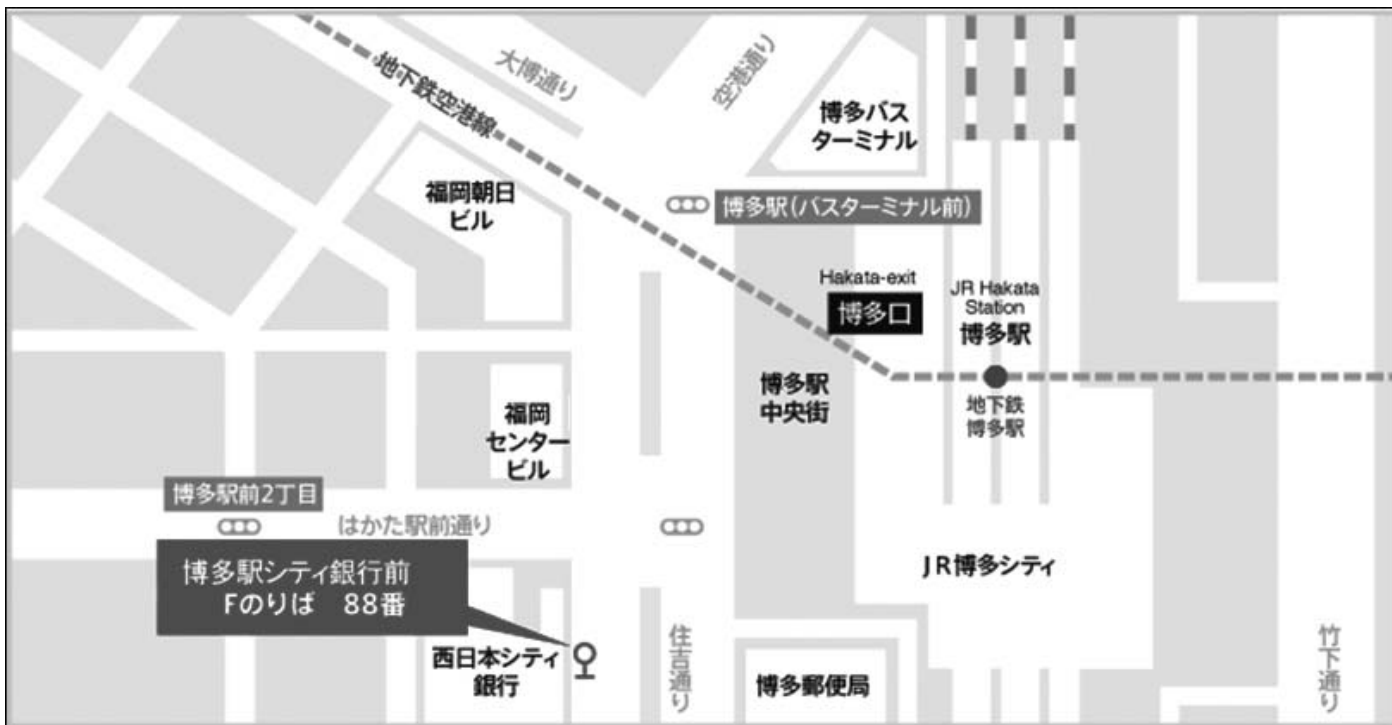 地下鉄空港線
大博通り
空港通り
博多バス
ターミナル
福岡朝日
ビル
博多駅(バスターミナル前)
Hakata-exit
博多口
JR Hakata
Station
博多駅
地下鉄
博多駅
博多駅
中央街
福岡
センター
ビル
博多駅前2丁目
はかた駅前通り
博多駅シティ銀行前
Fのりば 88番
西日本シティ
銀行
住吉通り
博多郵便局
JR博多シティ
竹下通り